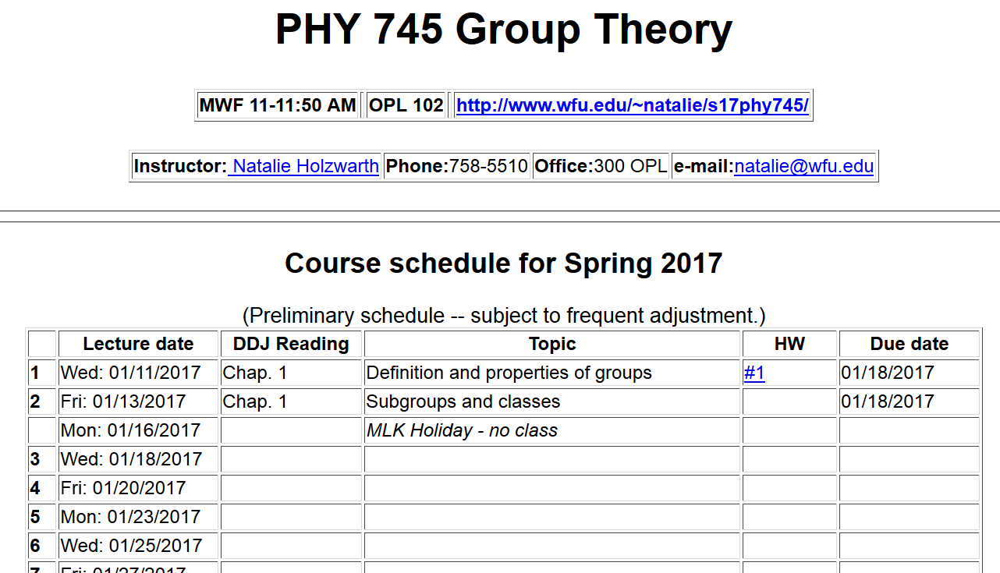 PHY 745 Group Theory
MWF 11-11:50 AM OPL 102 http://www.wfu.edu/~natalie/s17phy745/
Instructor: Natalie Holzwarth Phone:758-5510 Office:300 OPL e-mail:natalie@wfu.edu
Course schedule for Spring 2017
(Preliminary schedule -- subject to frequent adjustment.)
Lecture date DDJ Reading Topic HW Due date
1 Wed: 01/11/2017 Chap. 1 Definition and properties of groups #1 01/18/2017
2 Fri: 01/13/2017 Chap. 1 Subgroups and classes 01/18/2017
Mon: 01/16/2017 MLK Holiday - no class
3 Wed: 01/18/2017
4 Fri: 01/20/2017
5 Mon: 01/23/2017
6 Wed: 01/25/2017
7 Fri: 01/27/2017